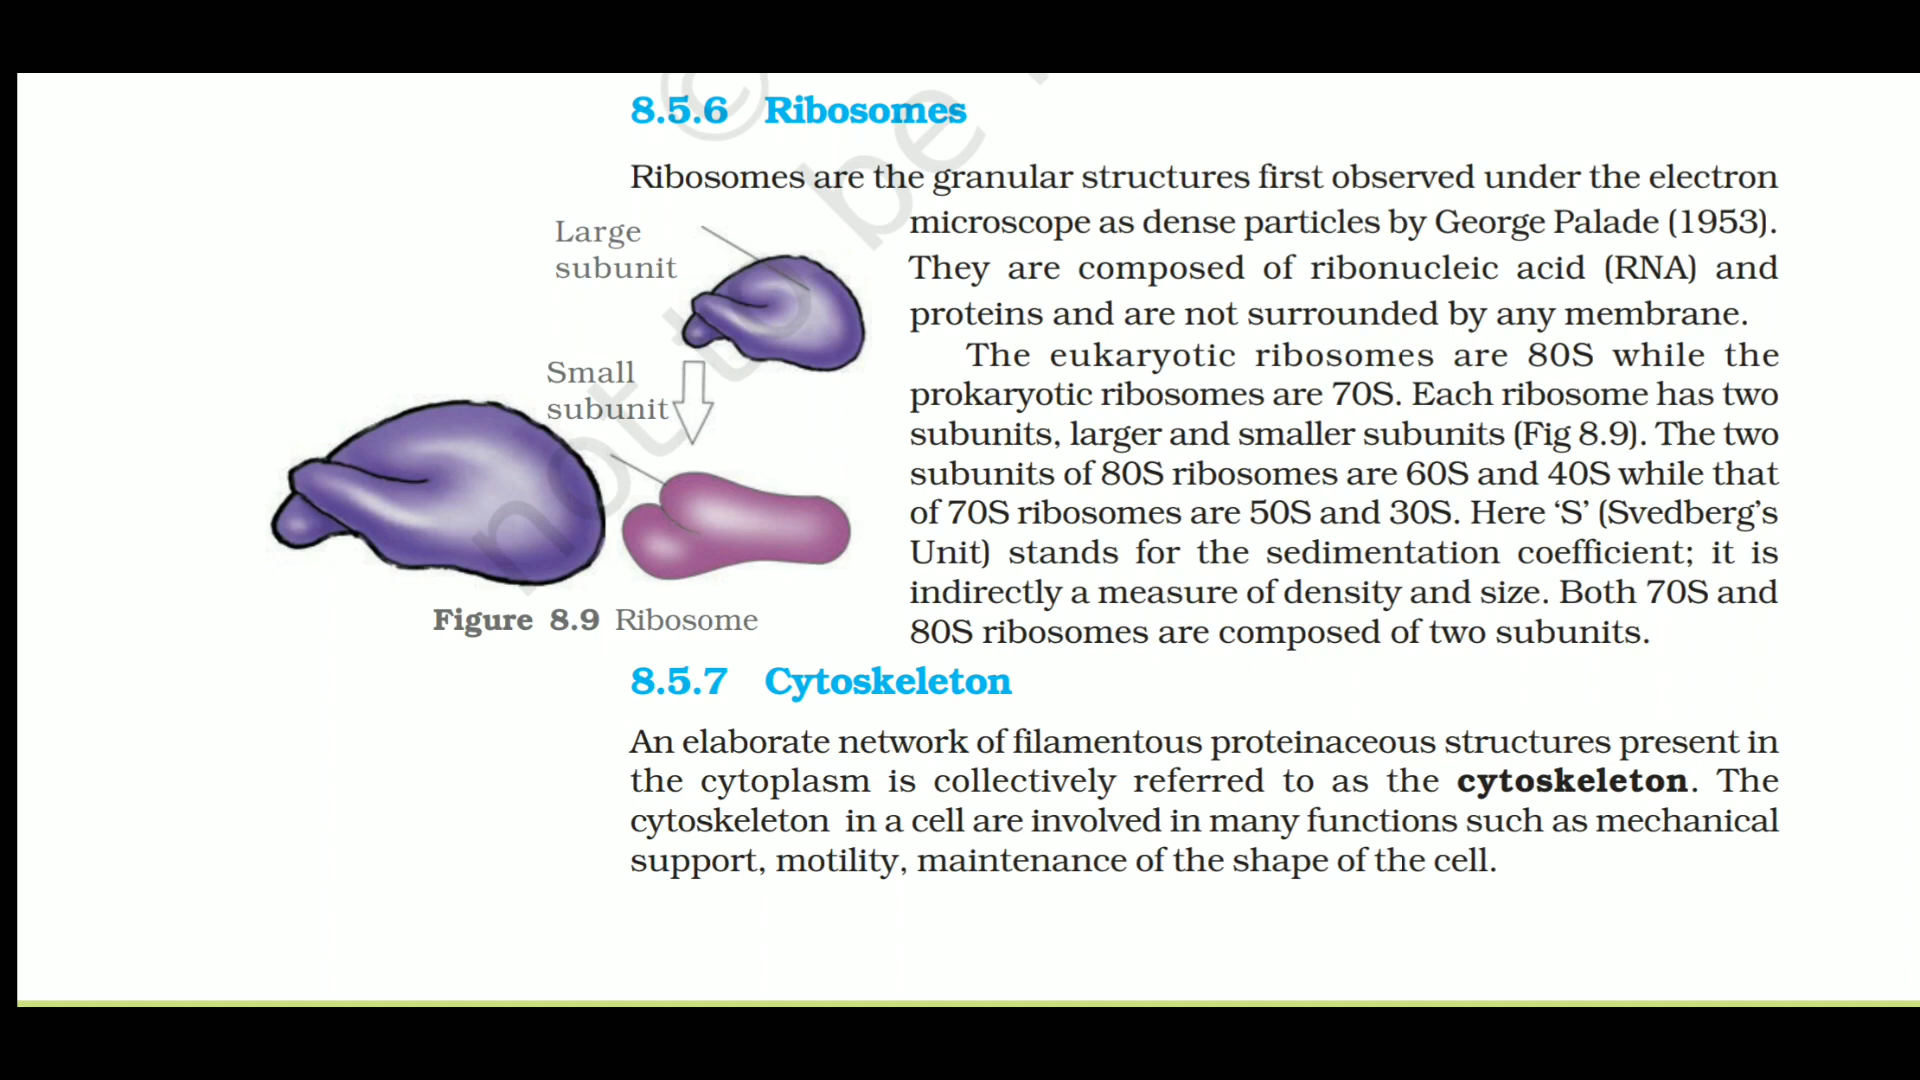 8.5.6 Ribosomes
Ribosomes are the granular structures first observed under the electron
microscope as dense particles by George Palade (1953).
They are composed of ribonucleic acid (RNA) and
proteins and are not surrounded by any membrane.
The eukaryotic ribosomes are 80S while the
prokaryotic ribosomes are 70S. Each ribosome has two
subunits, larger and smaller subunits (Fig 8.9). The two
subunits of 80S ribosomes are 60S and 40S while that
of 70S ribosomes are 50S and 30S. Here ‘S’ (Svedberg’s
Unit) stands for the sedimentation coefficient; it is
indirectly a measure of density and size. Both 70S and
80S ribosomes are composed of two subunits.
Large
subunit
Small
subunit
Figure 8.9 Ribosome
8.5.7 Cytoskeleton
An elaborate network of filamentous proteinaceous structures present in
the cytoplasm is collectively referred to as the cytoskeleton. The
cytoskeleton in a cell are involved in many functions such as mechanical
support, motility, maintenance of the shape of the cell.
©
not to be